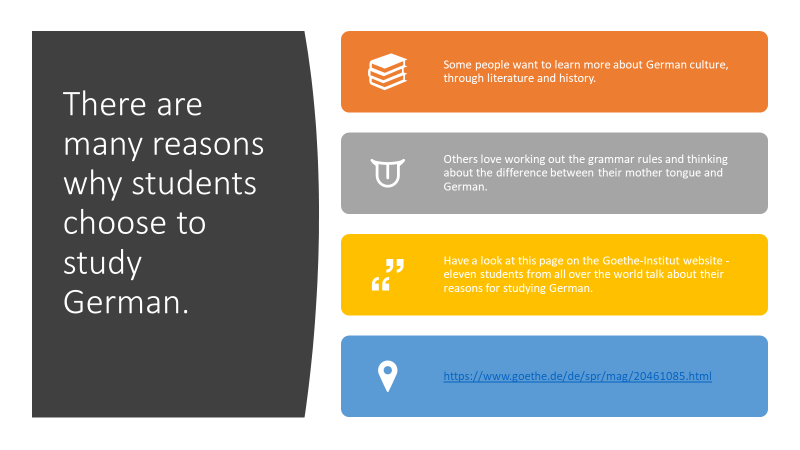 There are
many reasons
why students
choose to
study
German.
Some people want to learn more about German culture,
through literature and history.
Others love working out the grammar rules and thinking
about the difference between their mother tongue and
German.
Have a look at this page on the Goethe-Institut website -
eleven students from all over the world talk about their
reasons for studying German.
https://www.goethe.de/de/spr/mag/20461085.html